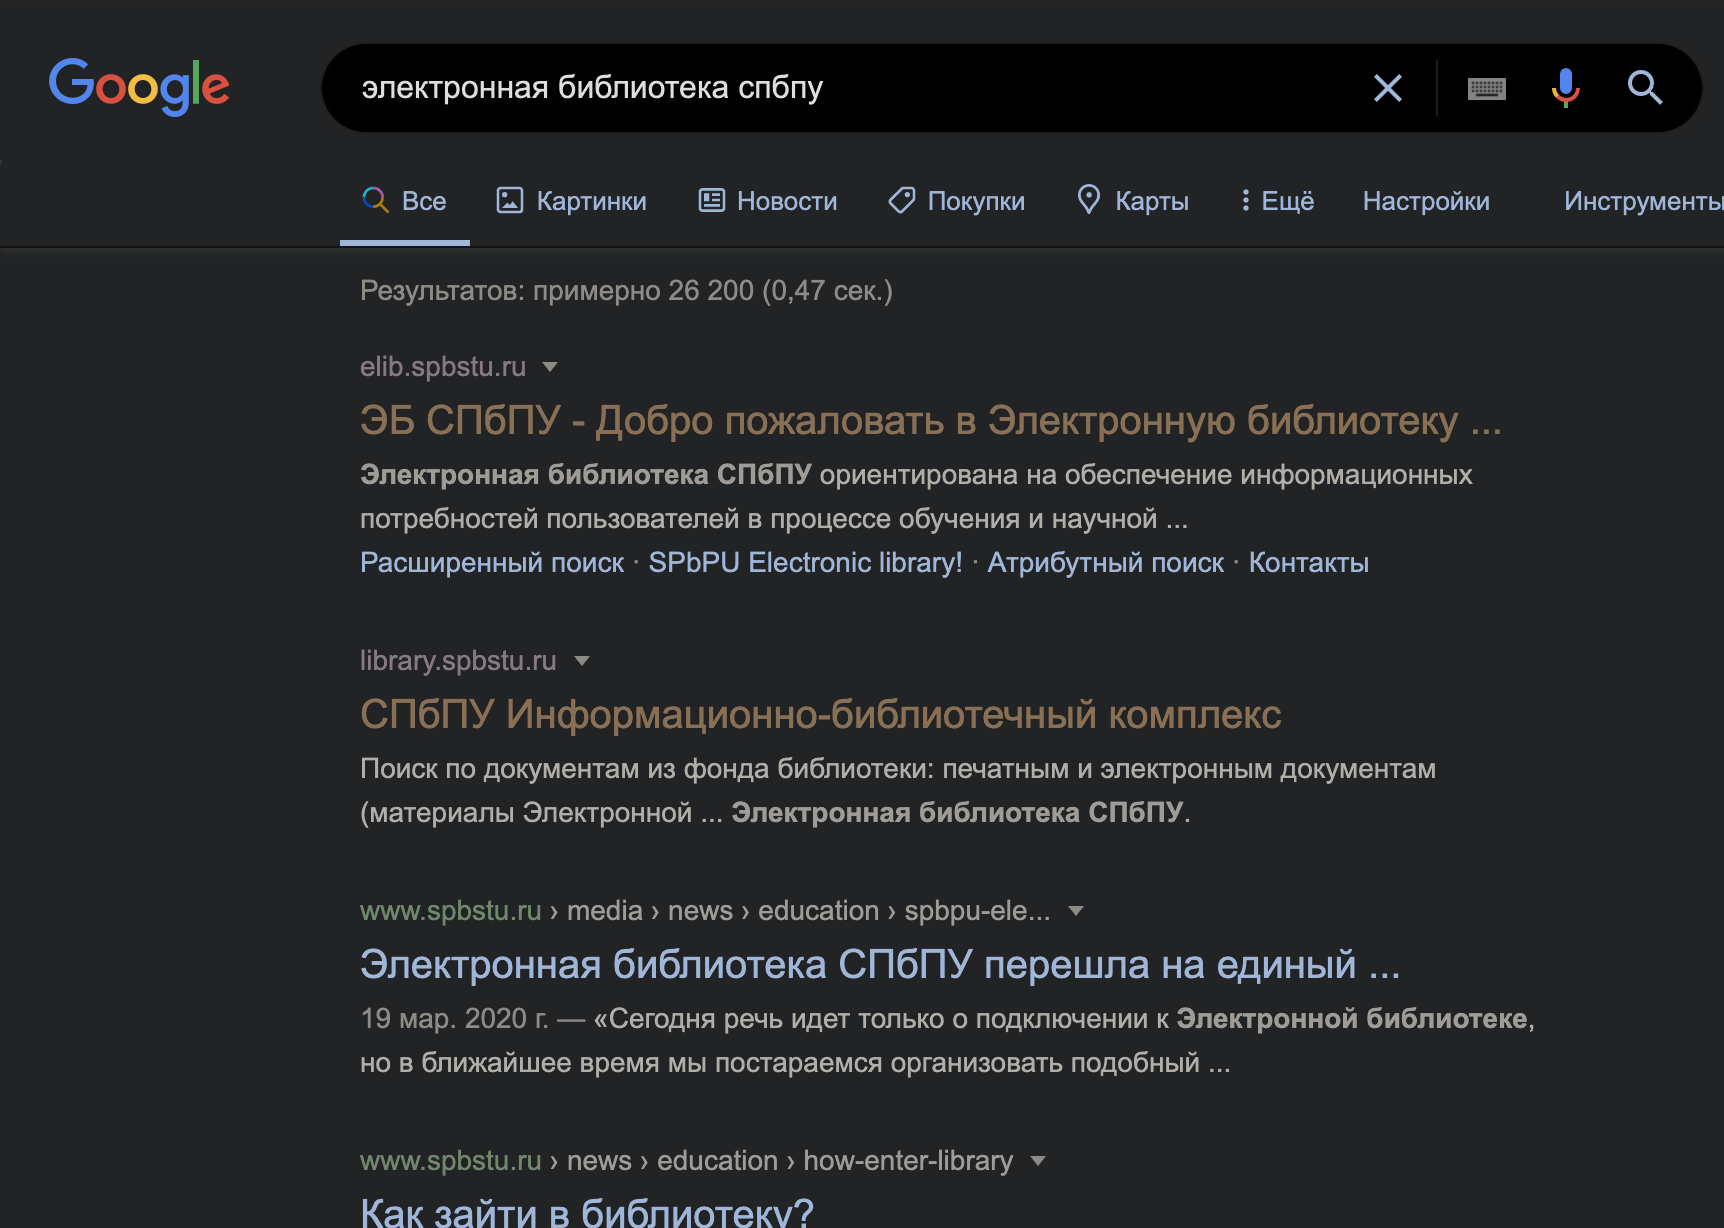 Google
электронная библиотека спбпу
Все Картинки Новости Покупки Карты Ещё Настройки Инструменты
Результатов: примерно 26 200 (0,47 сек.)
elib.spbstu.ru
ЭБ СПбПУ - Добро пожаловать в Электронную библиотеку ...
Электронная библиотека СПбПУ ориентирована на обеспечение информационных
потребностей пользователей в процессе обучения и научной ...
Расширенный поиск · SPbPU Electronic library! · Атрибутный поиск · Контакты
library.spbstu.ru
СПбПУ Информационно-библиотечный комплекс
Поиск по документам из фонда библиотеки: печатным и электронным документам
(материалы Электронной ... Электронная библиотека СПбПУ.
www.spbstu.ru › media › news › education › spbpu-ele...
Электронная библиотека СПбПУ перешла на единый ...
19 мар. 2020 г. — «Сегодня речь идет только о подключении к Электронной библиотеке,
но в ближайшее время мы постараемся организовать подобный ...
www.spbstu.ru › news › education › how-enter-library
Как зайти в библиотеку?